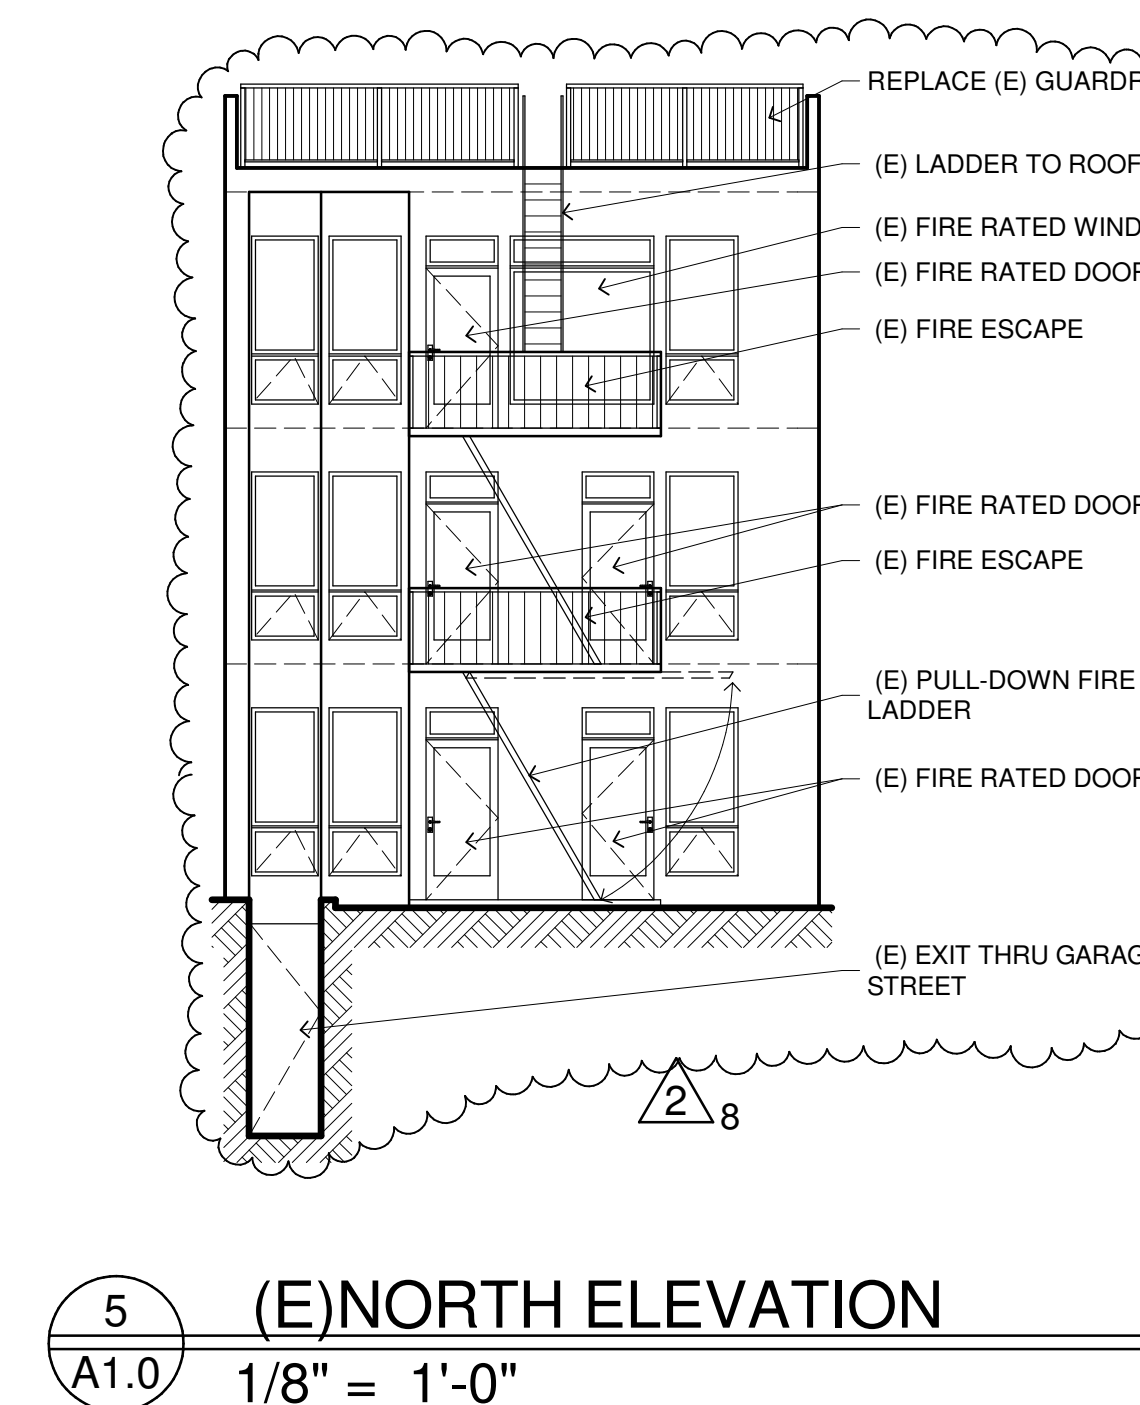 REPLACE (E) GUARDR
(E) LADDER TO ROOF
(E) FIRE RATED WIND
(E) FIRE RATED DOOR
(E) FIRE ESCAPE
(E) FIRE RATED DOOR
(E) FIRE ESCAPE
(E) PULL-DOWN FIRE
LADDER
(E) FIRE RATED DOOR
(E) EXIT THRU GARAG
STREET
2
8
5
(E)NORTH ELEVATION
A1.0
1/8" = 1'-0"